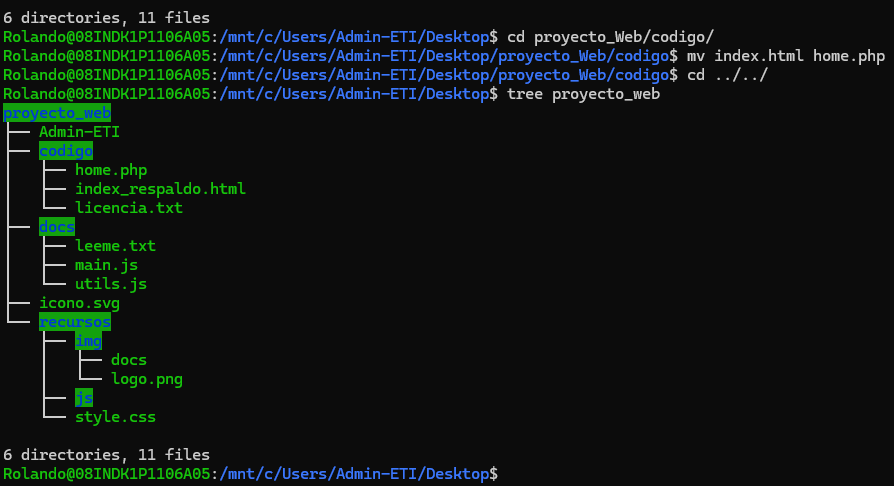 6 directories, 11 files
Rolando@08INDK1P1106A05:/mnt/c/Users/Admin-ETI/Desktop$ cd proyecto_Web/codigo/
Rolando@08INDK1P1106A05:/mnt/c/Users/Admin-ETI/Desktop/proyecto_Web/codigo$ mv index.html home.php
Rolando@08INDK1P1106A05:/mnt/c/Users/Admin-ETI/Desktop/proyecto_Web/codigo$ cd ../../
Rolando@08INDK1P1106A05:/mnt/c/Users/Admin-ETI/Desktop$ tree proyecto_web
proyecto_web
├── Admin-ETI
├── codigo
│   ├── home.php
│   ├── index_respaldo.html
│   └── licencia.txt
├── docs
│   ├── leeme.txt
│   ├── main.js
│   └── utils.js
├── icono.svg
└── recursos
    ├── img
    │   ├── docs
    │   └── logo.png
    ├── js
    └── style.css
6 directories, 11 files
Rolando@08INDK1P1106A05:/mnt/c/Users/Admin-ETI/Desktop$